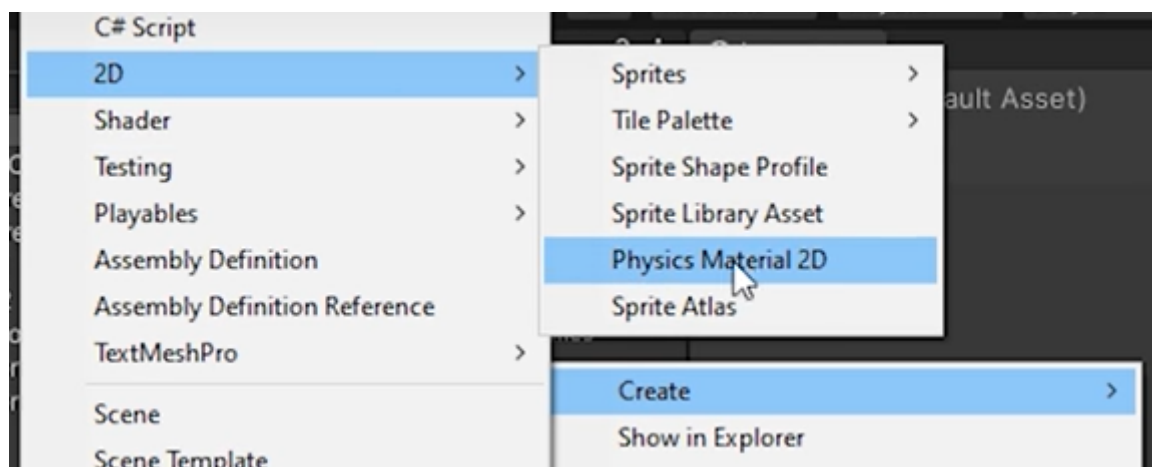 C# Script
2D
Shader
Testing
Playables
Assembly Definition
Assembly Definition Reference
TextMeshPro
Scene
Scene Template
Sprites
Tile Palette
Sprite Shape Profile
Sprite Library Asset
Physics Material 2D
Sprite Atlas
ault Asset)
Create
Show in Explorer